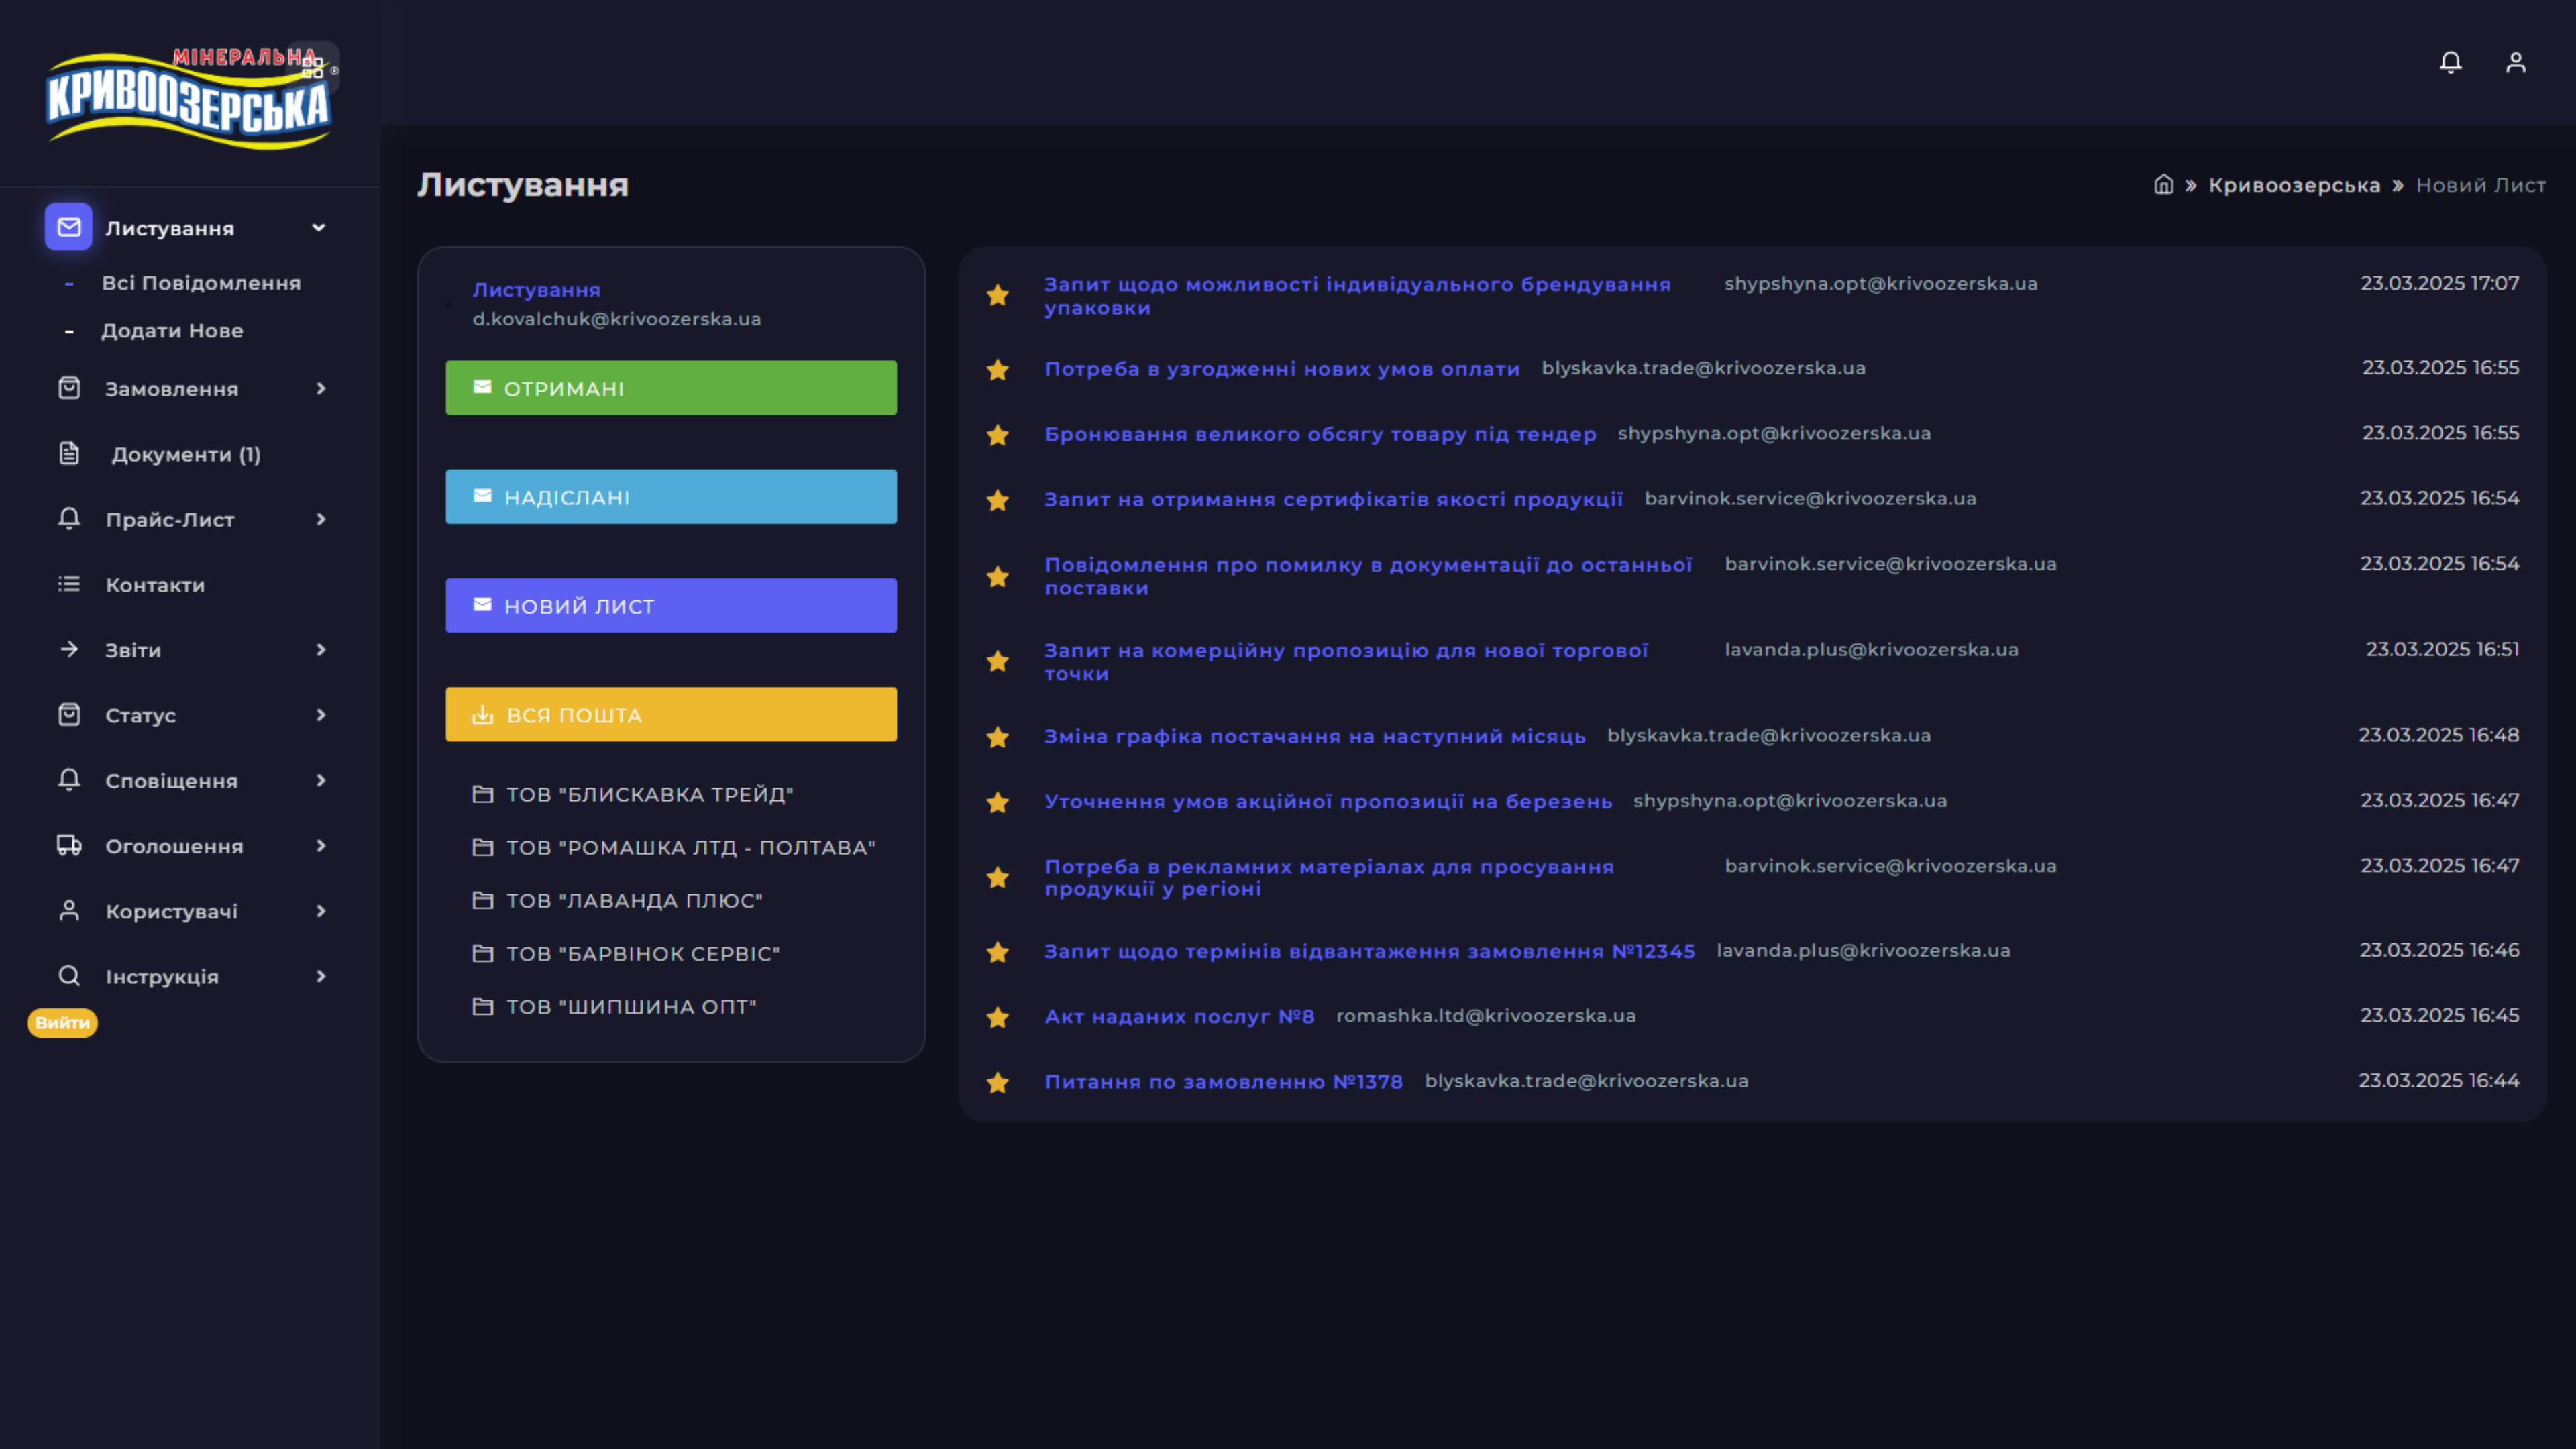 МІНЕРАЛЬНА
КРИВООЗЕРСЬКА ®
Листування
Всі Повідомлення
Додати Нове
Замовлення
Документи (1)
Прайс-Лист
Контакти
Звіти
Статус
Сповіщення
Оголошення
Користувачі
Інструкція
Вийти
Листування
Кривоозерська » Новий Лист
Листування
d.kovalchuk@krivoozerska.ua
ОТРИМАНІ
НАДІСЛАНІ
НОВИЙ ЛИСТ
ВСЯ ПОШТА
ТОВ "БЛИСКАВКА ТРЕЙД"
ТОВ "РОМАШКА ЛТД - ПОЛТАВА"
ТОВ "ЛАВАНДА ПЛЮС"
ТОВ "БАРВІНОК СЕРВІС"
ТОВ "ШИПШИНА ОПТ"
Запит щодо можливості індивідуального брендування shypshyna.opt@krivoozerska.ua 23.03.2025 17:07
упаковки
Потреба в узгодженні нових умов оплати blyskavka.trade@krivoozerska.ua 23.03.2025 16:55
Бронювання великого обсягу товару під тендер shypshyna.opt@krivoozerska.ua 23.03.2025 16:55
Запит на отримання сертифікатів якості продукції barvinok.service@krivoozerska.ua 23.03.2025 16:54
Повідомлення про помилку в документації до останньої barvinok.service@krivoozerska.ua 23.03.2025 16:54
поставки
Запит на комерційну пропозицію для нової торгової lavanda.plus@krivoozerska.ua 23.03.2025 16:51
точки
Зміна графіка постачання на наступний місяць blyskavka.trade@krivoozerska.ua 23.03.2025 16:48
Уточнення умов акційної пропозиції на березень shypshyna.opt@krivoozerska.ua 23.03.2025 16:47
Потреба в рекламних матеріалах для просування barvinok.service@krivoozerska.ua 23.03.2025 16:47
продукції у регіоні
Запит щодо термінів відвантаження замовлення №12345 lavanda.plus@krivoozerska.ua 23.03.2025 16:46
Акт наданих послуг №8 romashka.ltd@krivoozerska.ua 23.03.2025 16:45
Питання по замовленню №1378 blyskavka.trade@krivoozerska.ua 23.03.2025 16:44